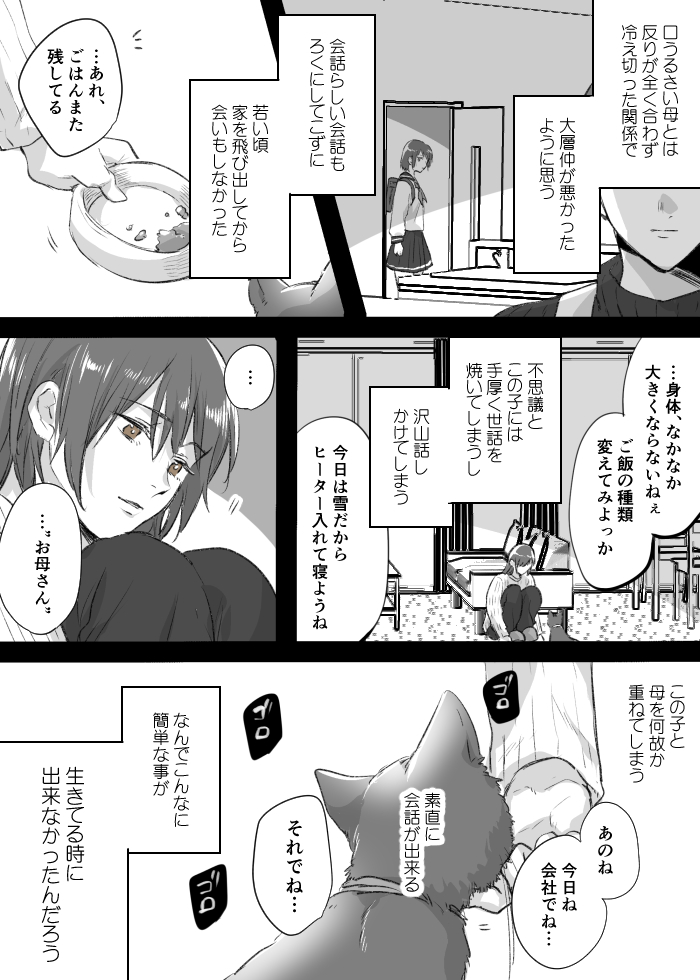 口うるさい母とは
反りが全く合わず
冷え切った関係で
大層仲が悪かった
ように思う
会話らしい会話も
ろくにしてこずに
若い頃
家を飛び出してから
会いもしなかった
…あれ、
ごはんまた
残してる
…身体、なかなか
大きくならないねぇ
ご飯の種類
変えてみよっか
不思議と
この子には
手厚く世話を
焼いてしまうし
沢山話し
かけてしまう
今日は雪だから
ヒーター入れて寝ようね
…
…〝お母さん〟
この子と
母を何故か
重ねてしまう
ゴロ
あのね
今日ね
会社でね…
素直に
会話が出来る
ゴロ
それでね…
ゴロ
なんでこんなに
簡単な事が
生きてる時に
出来なかったんだろう